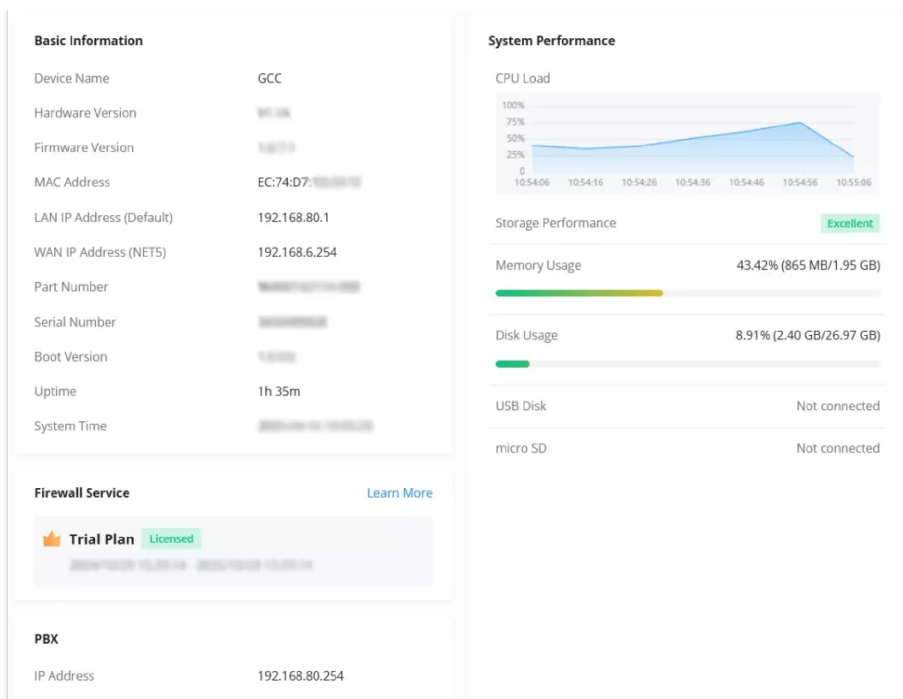 Basic Information
Device Name GCC
Hardware Version
Firmware Version
MAC Address EC:74:D7:
LAN IP Address (Default) 192.168.80.1
WAN IP Address (NET5) 192.168.6.254
Part Number
Serial Number
Boot Version
Uptime 1h 35m
System Time
Firewall Service Learn More
Trial Plan Licensed
PBX
IP Address 192.168.80.254
System Performance
CPU Load
100%
75%
50%
25%
0
10:54:06 10:54:16 10:54:26 10:54:36 10:54:46 10:54:56 10:55:06
Storage Performance Excellent
Memory Usage 43.42% (865 MB/1.95 GB)
Disk Usage 8.91% (2.40 GB/26.97 GB)
USB Disk Not connected
micro SD Not connected